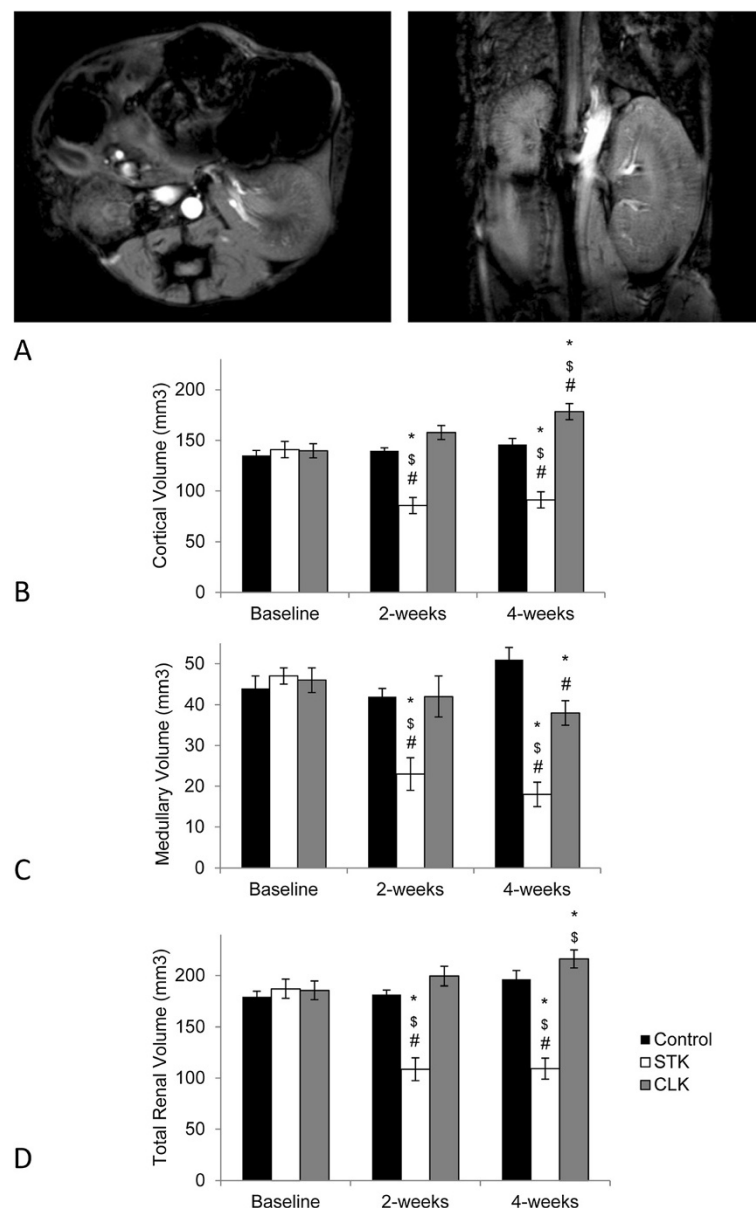 A
Cortical Volume (mm3)
200
150
100
50
0
* $ #
* $ #
* $ #
Baseline 2-weeks 4-weeks
B
Medullary Volume (mm3)
50
40
30
20
10
0
* $ #
* $ #
* #
Baseline 2-weeks 4-weeks
C
Total Renal Volume (mm3)
200
150
100
50
0
* $ #
* $ #
* $
Baseline 2-weeks 4-weeks
Control
STK
CLK
D